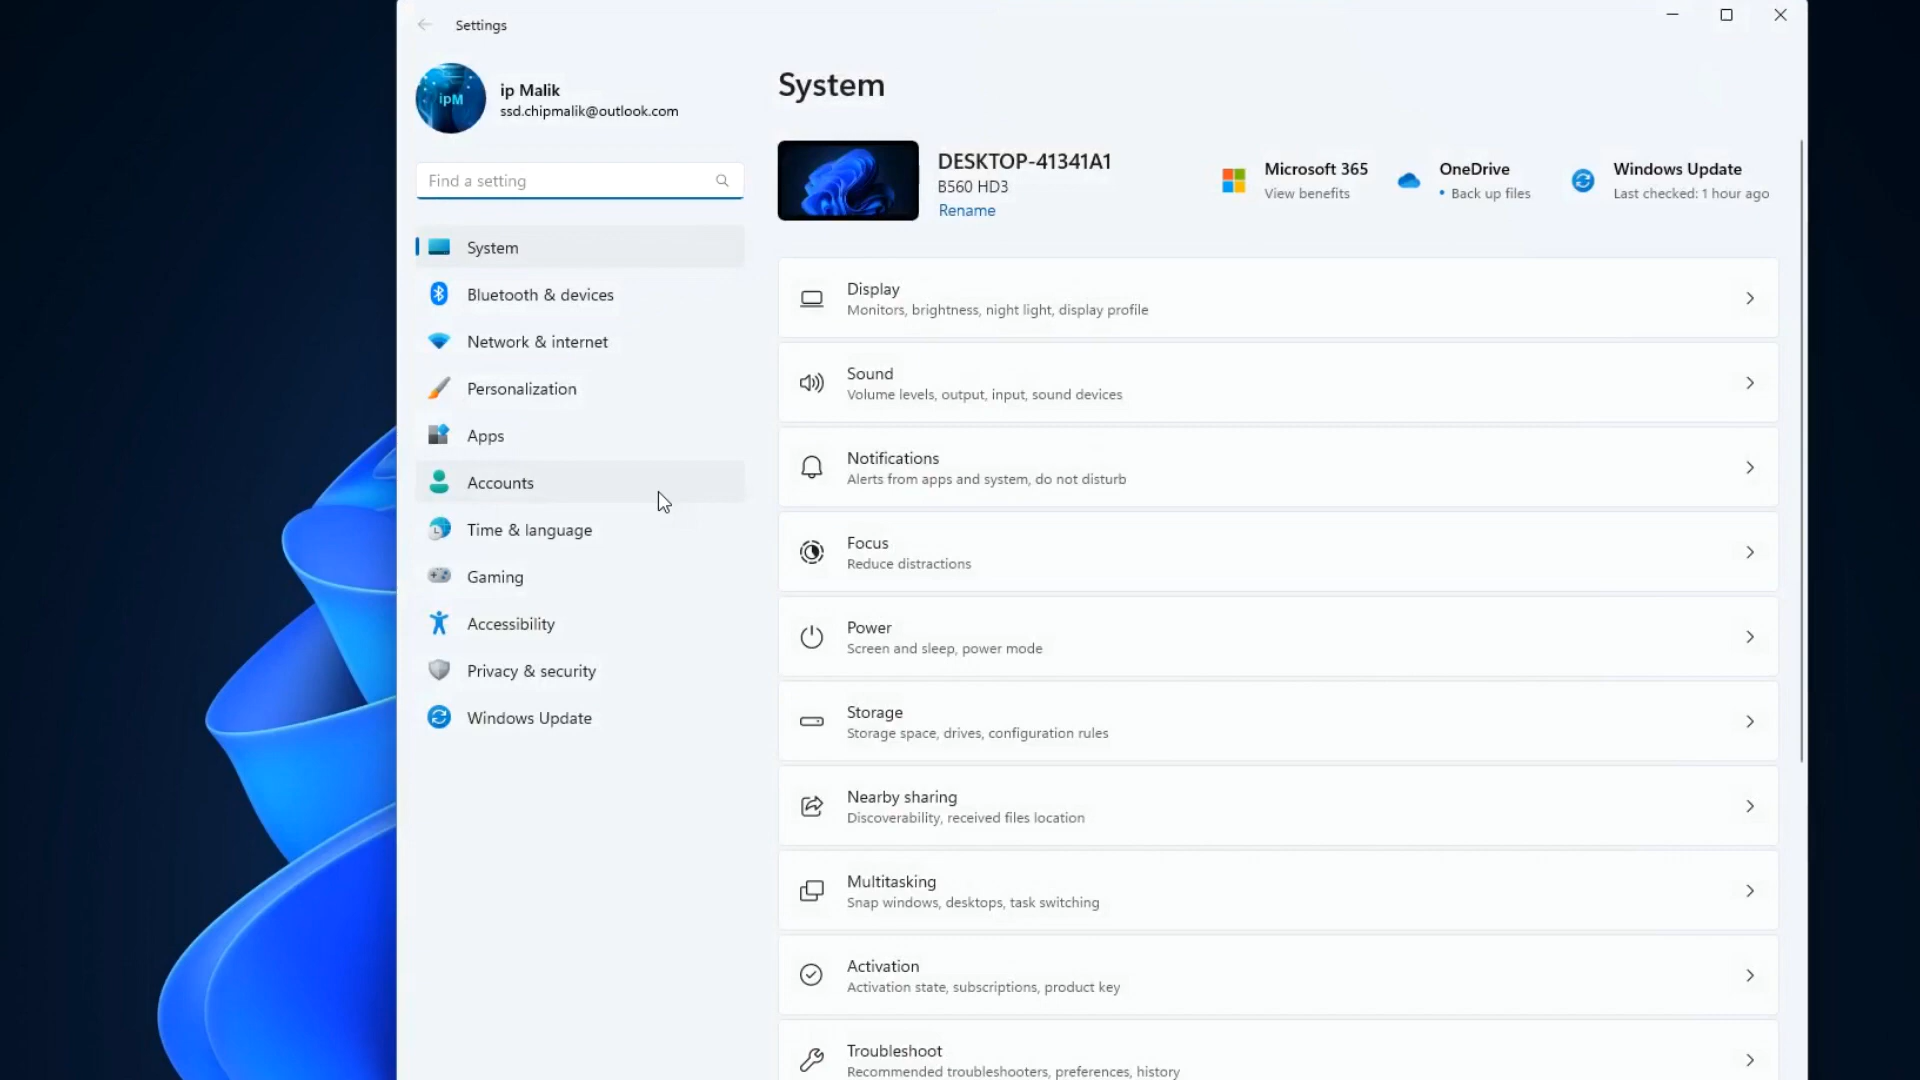 Settings
ipM
ip Malik
ssd.chipmalik@outlook.com
Find a setting
System
Bluetooth & devices
Network & internet
Personalization
Apps
Accounts
Time & language
Gaming
Accessibility
Privacy & security
Windows Update
System
DESKTOP-41341A1
B560 HD3
Rename
Microsoft 365
View benefits
OneDrive
• Back up files
Windows Update
Last checked: 1 hour ago
Display
Monitors, brightness, night light, display profile
Sound
Volume levels, output, input, sound devices
Notifications
Alerts from apps and system, do not disturb
Focus
Reduce distractions
Power
Screen and sleep, power mode
Storage
Storage space, drives, configuration rules
Nearby sharing
Discoverability, received files location
Multitasking
Snap windows, desktops, task switching
Activation
Activation state, subscriptions, product key
Troubleshoot
Recommended troubleshooters, preferences, history